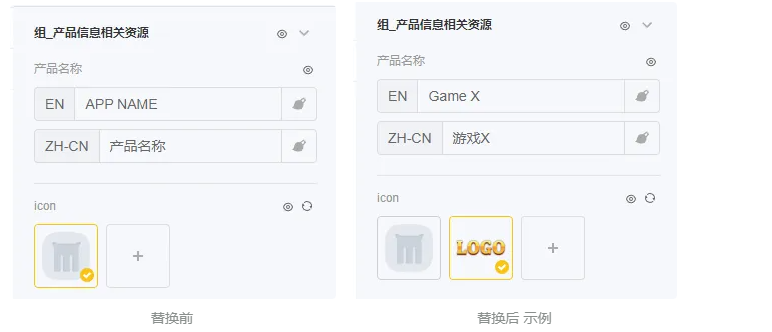 组_产品信息相关资源
产品名称
EN APP NAME
ZH-CN 产品名称
icon
替换前
组_产品信息相关资源
产品名称
EN Game X
ZH-CN 游戏X
icon
LOGO
替换后 示例